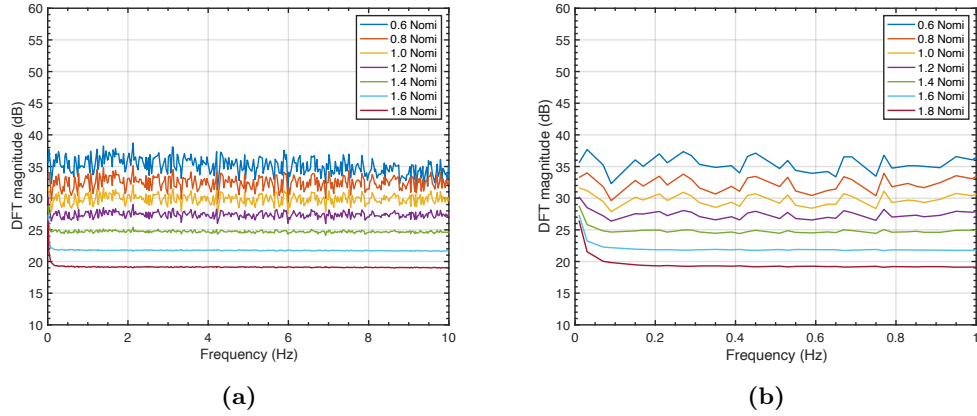 60
55
50
45
40
35
30
25
20
15
10
DFT magnitude (dB)
0 2 4 6 8 10
Frequency (Hz)
0.6 Nomi
0.8 Nomi
1.0 Nomi
1.2 Nomi
1.4 Nomi
1.6 Nomi
1.8 Nomi
(a)
60
55
50
45
40
35
30
25
20
15
10
DFT magnitude (dB)
0 0.2 0.4 0.6 0.8 1
Frequency (Hz)
0.6 Nomi
0.8 Nomi
1.0 Nomi
1.2 Nomi
1.4 Nomi
1.6 Nomi
1.8 Nomi
(b)